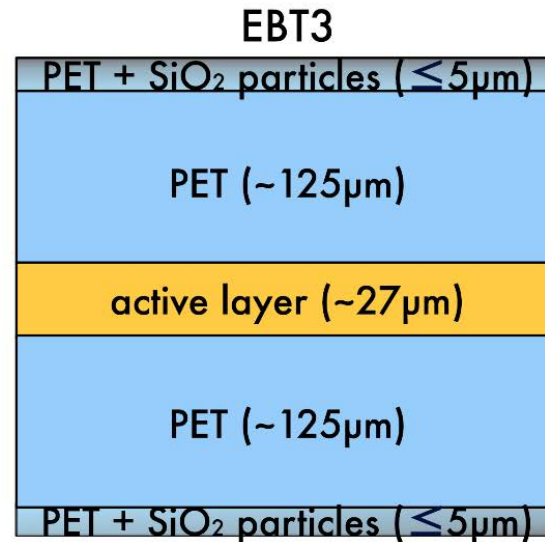 EBT3
PET + SiO₂ particles (≤5µm)
PET (~125µm)
active layer (~27µm)
PET (~125µm)
PET + SiO₂ particles (≤5µm)